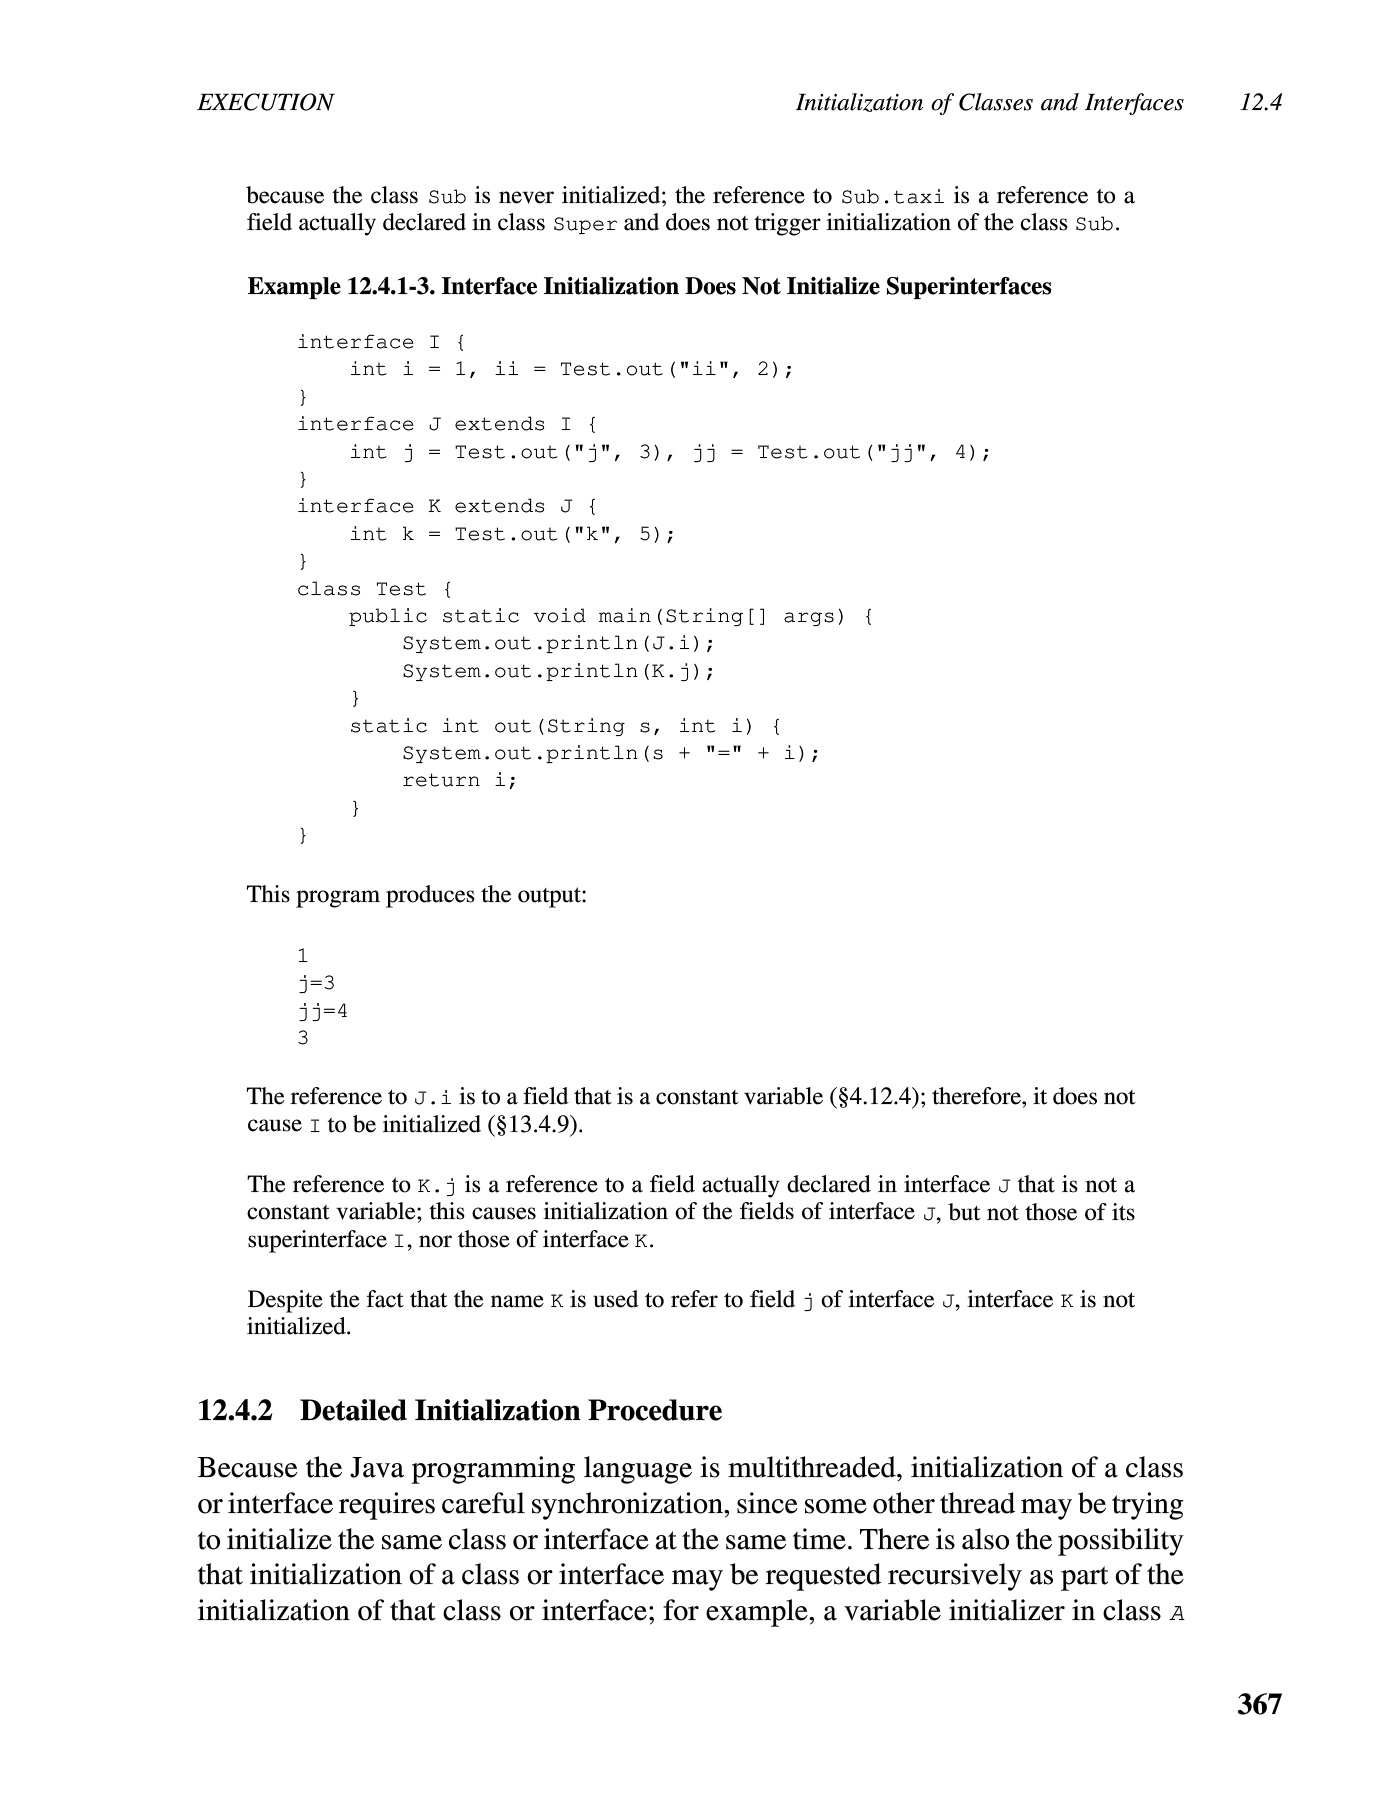 EXECUTION Initialization of Classes and Interfaces 12.4
because the class Sub is never initialized; the reference to Sub.taxi is a reference to a
field actually declared in class Super and does not trigger initialization of the class Sub.
Example 12.4.1-3. Interface Initialization Does Not Initialize Superinterfaces
interface I {
    int i = 1, ii = Test.out("ii", 2);
}
interface J extends I {
    int j = Test.out("j", 3), jj = Test.out("jj", 4);
}
interface K extends J {
    int k = Test.out("k", 5);
}
class Test {
    public static void main(String[] args) {
        System.out.println(J.i);
        System.out.println(K.j);
    }
    static int out(String s, int i) {
        System.out.println(s + "=" + i);
        return i;
    }
}
This program produces the output:
1
j=3
jj=4
3
The reference to J.i is to a field that is a constant variable (§4.12.4); therefore, it does not
cause I to be initialized (§13.4.9).
The reference to K.j is a reference to a field actually declared in interface J that is not a
constant variable; this causes initialization of the fields of interface J, but not those of its
superinterface I, nor those of interface K.
Despite the fact that the name K is used to refer to field j of interface J, interface K is not
initialized.
12.4.2 Detailed Initialization Procedure
Because the Java programming language is multithreaded, initialization of a class
or interface requires careful synchronization, since some other thread may be trying
to initialize the same class or interface at the same time. There is also the possibility
that initialization of a class or interface may be requested recursively as part of the
initialization of that class or interface; for example, a variable initializer in class A
367